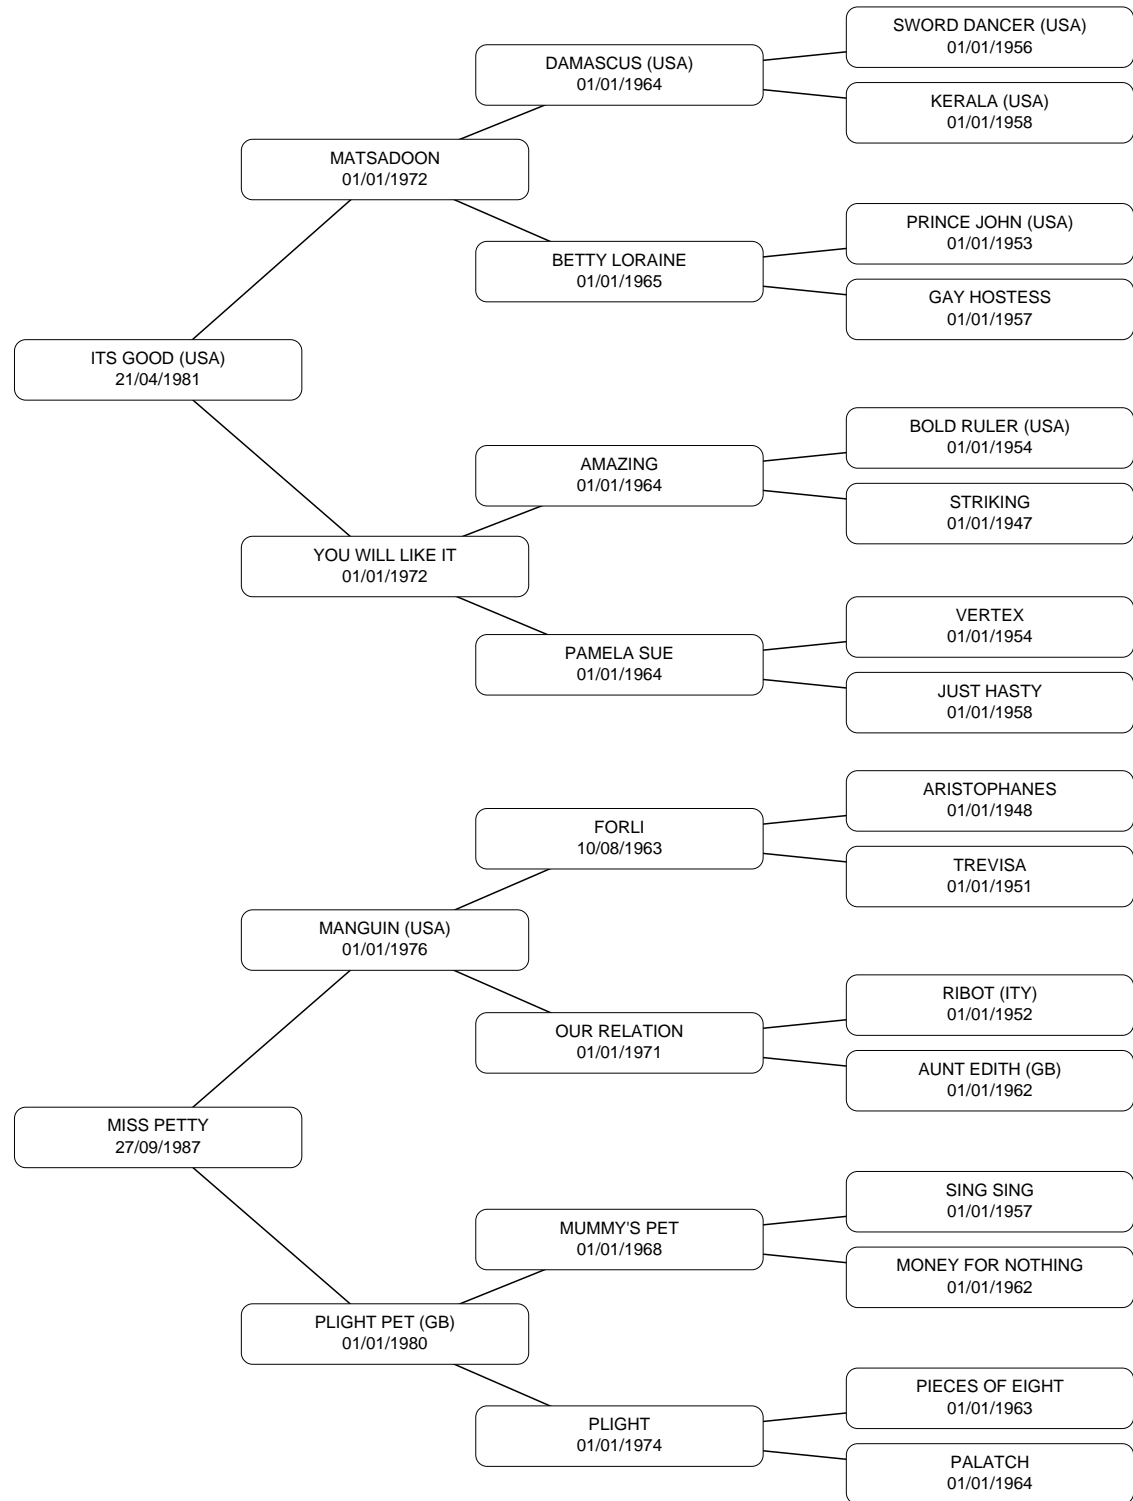 SWORD DANCER (USA)
01/01/1956
DAMASCUS (USA)
01/01/1964
KERALA (USA)
01/01/1958
MATSADOON
01/01/1972
PRINCE JOHN (USA)
01/01/1953
BETTY LORAINE
01/01/1965
GAY HOSTESS
01/01/1957
ITS GOOD (USA)
21/04/1981
BOLD RULER (USA)
01/01/1954
AMAZING
01/01/1964
STRIKING
01/01/1947
YOU WILL LIKE IT
01/01/1972
VERTEX
01/01/1954
PAMELA SUE
01/01/1964
JUST HASTY
01/01/1958
ARISTOPHANES
01/01/1948
FORLI
10/08/1963
TREVISA
01/01/1951
MANGUIN (USA)
01/01/1976
RIBOT (ITY)
01/01/1952
OUR RELATION
01/01/1971
AUNT EDITH (GB)
01/01/1962
MISS PETTY
27/09/1987
SING SING
01/01/1957
MUMMY'S PET
01/01/1968
MONEY FOR NOTHING
01/01/1962
PLIGHT PET (GB)
01/01/1980
PIECES OF EIGHT
01/01/1963
PLIGHT
01/01/1974
PALATCH
01/01/1964